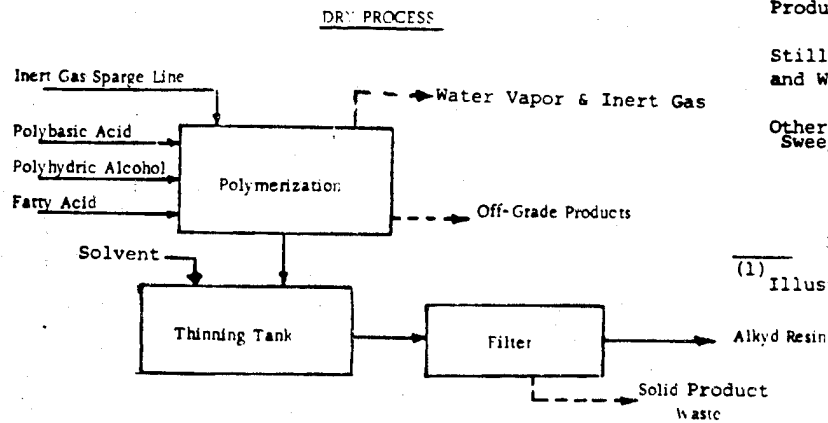 DRY PROCESS
Produ
Still
and W
Other
Swee
Inert Gas Sparge Line
Water Vapor & Inert Gas
Polybasic Acid
Polyhydric Alcohol
Fatty Acid
Polymerization
Off-Grade Products
Solvent
(1)
Illus
Thinning Tank
Filter
Alkyd Resin
Solid Product
Waste